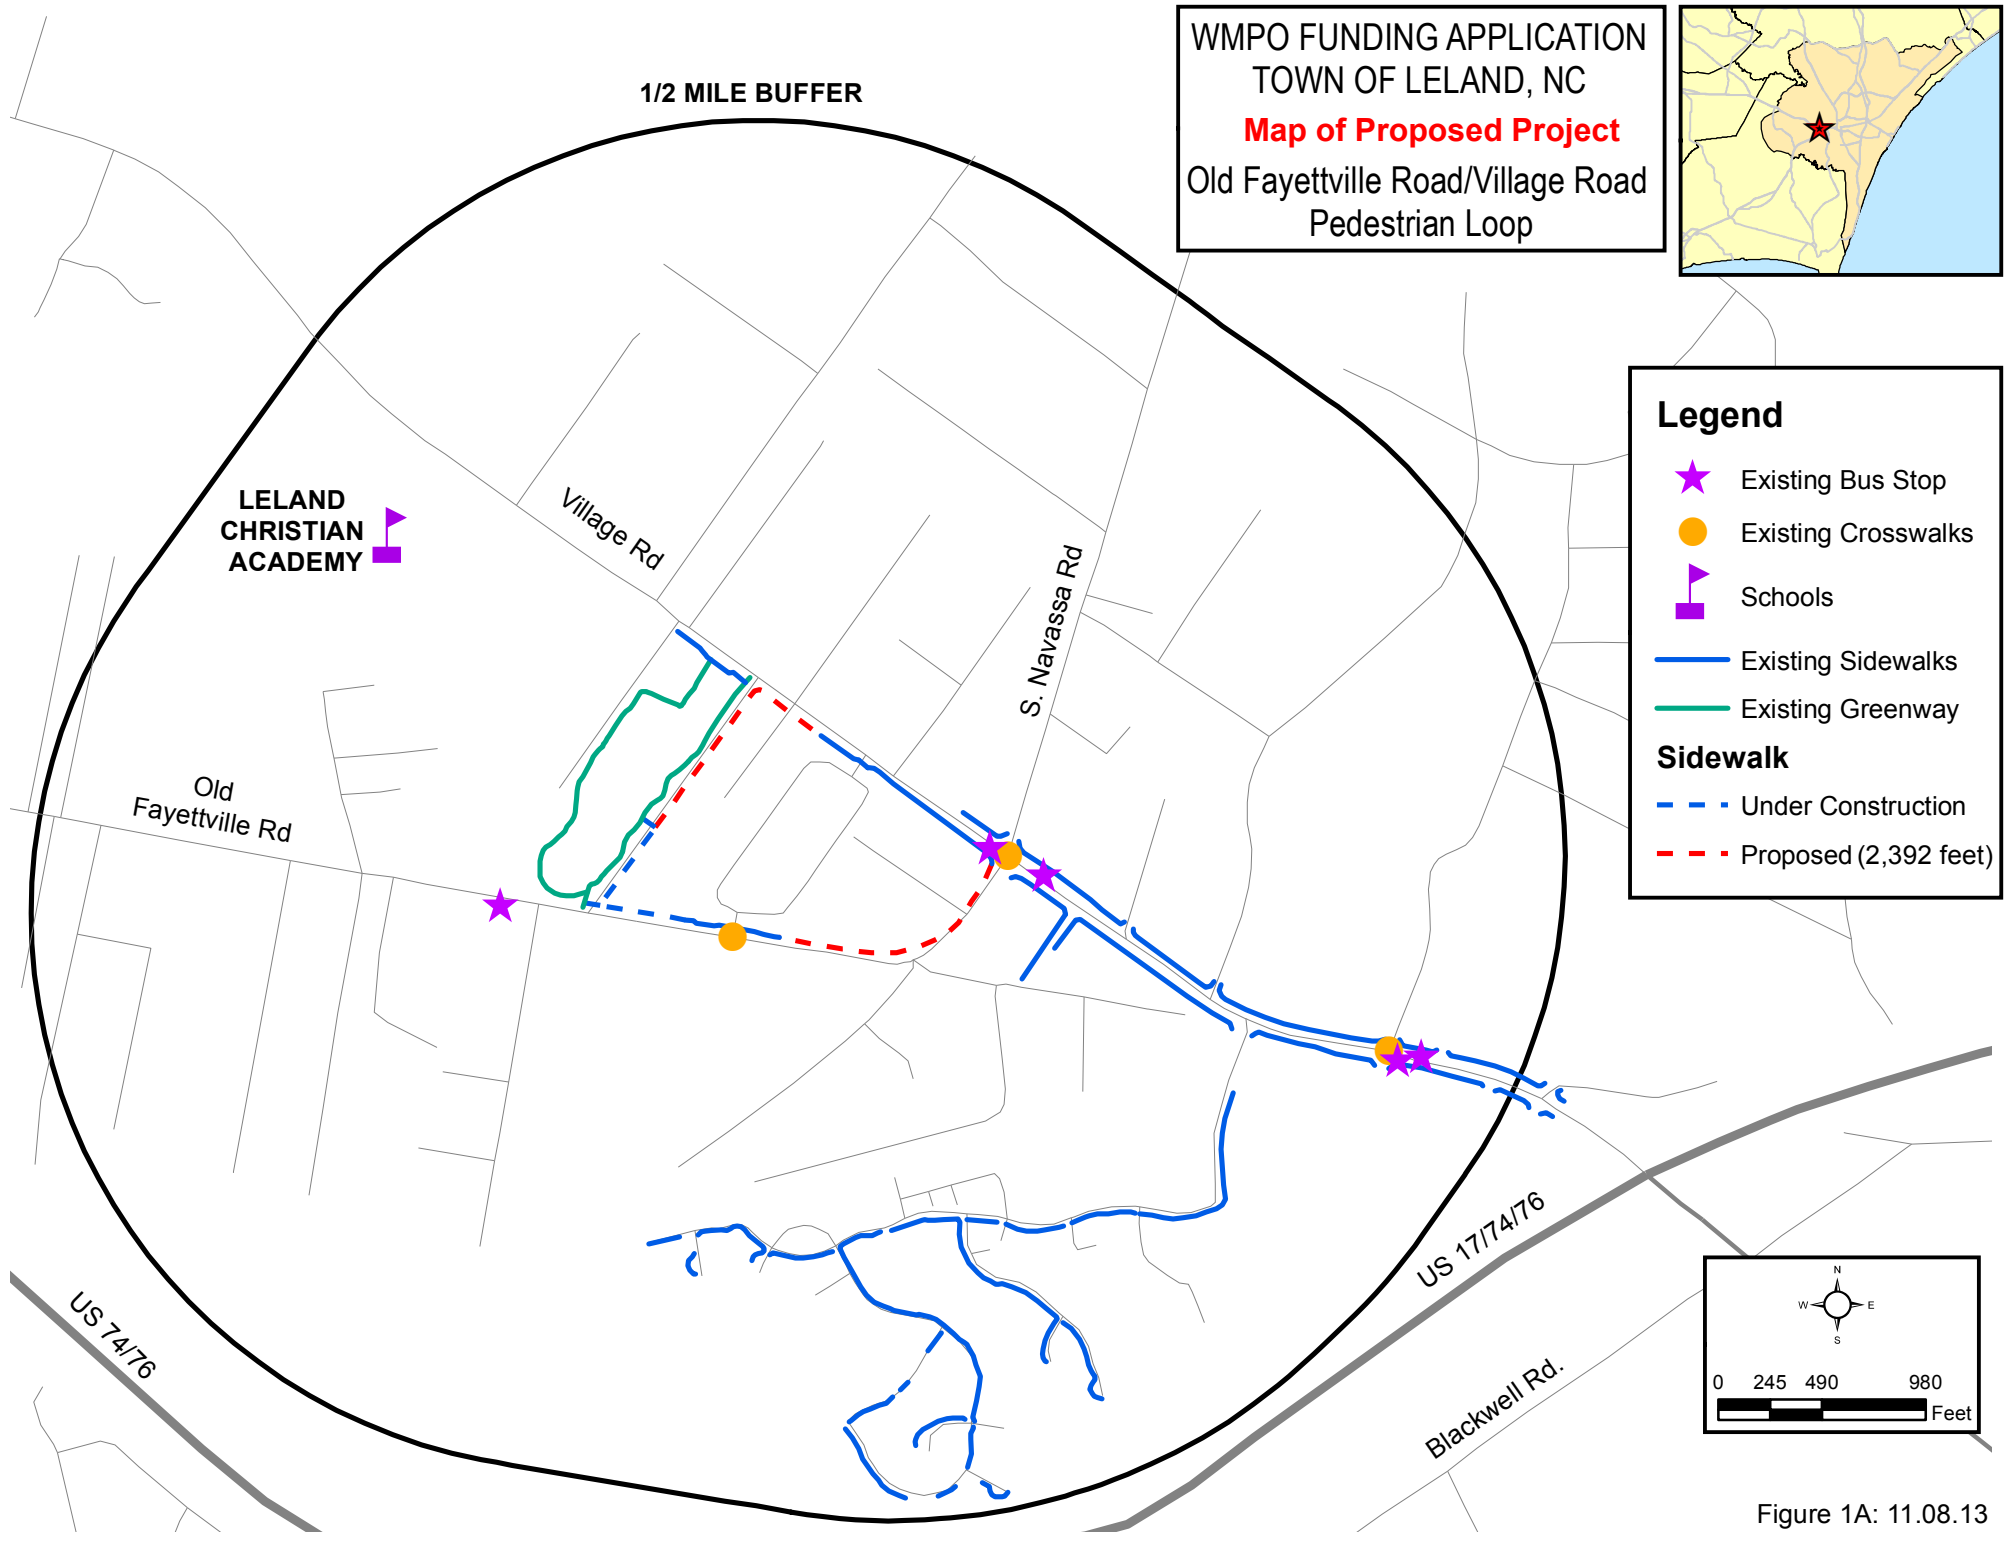 WMPO FUNDING APPLICATION
TOWN OF LELAND, NC
Map of Proposed Project
Old Fayettville Road/Village Road
Pedestrian Loop
1/2 MILE BUFFER
LELAND
CHRISTIAN
ACADEMY
Village Rd
S. Navassa Rd
Old
Fayettville Rd
US 74/76
US 17/74/76
Blackwell Rd.
Legend
Existing Bus Stop
Existing Crosswalks
Schools
Existing Sidewalks
Existing Greenway
Sidewalk
Under Construction
Proposed (2,392 feet)
N
W E
S
0 245 490 980
Feet
Figure 1A: 11.08.13